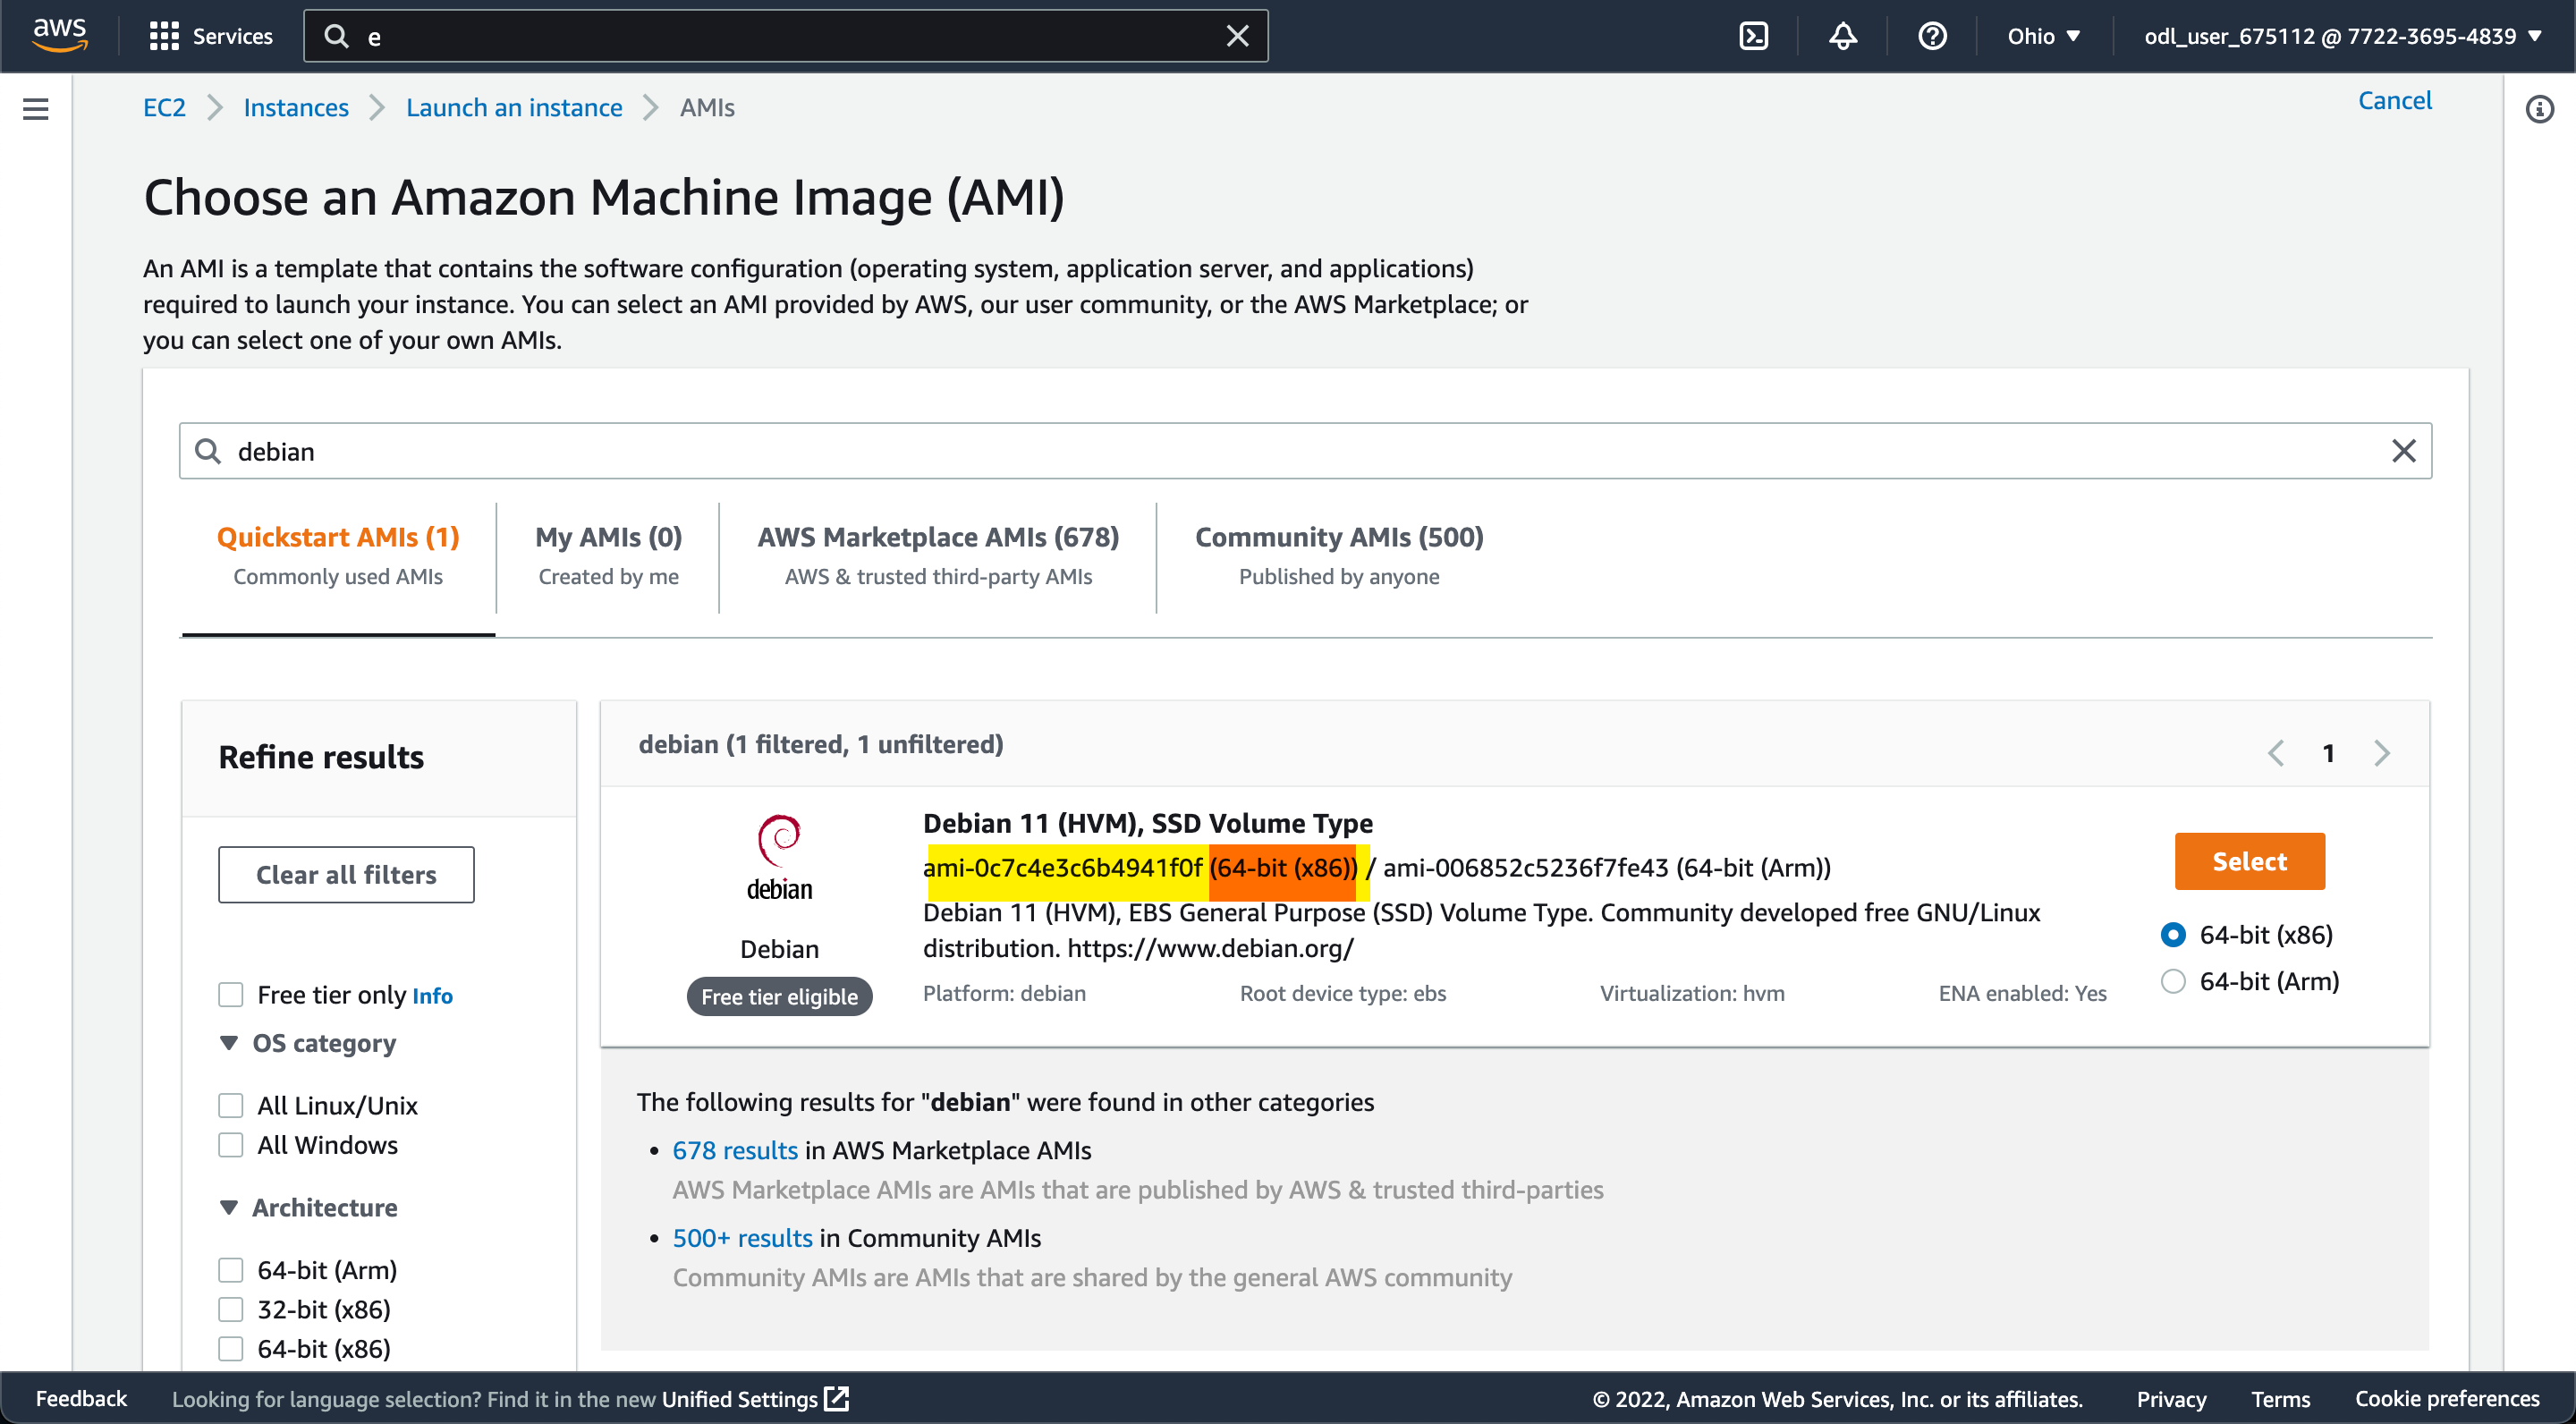 aws
Services
e
Ohio
odl_user_675112 @ 7722-3695-4839
EC2
Instances
Launch an instance
AMIs
Cancel
Choose an Amazon Machine Image (AMI)
An AMI is a template that contains the software configuration (operating system, application server, and applications)
required to launch your instance. You can select an AMI provided by AWS, our user community, or the AWS Marketplace; or
you can select one of your own AMIs.
debian
Quickstart AMIs (1)
Commonly used AMIs
My AMIs (0)
Created by me
AWS Marketplace AMIs (678)
AWS & trusted third-party AMIs
Community AMIs (500)
Published by anyone
Refine results
Clear all filters
Free tier only Info
OS category
All Linux/Unix
All Windows
Architecture
64-bit (Arm)
32-bit (x86)
64-bit (x86)
debian (1 filtered, 1 unfiltered)
1
debian
Debian
Free tier eligible
Debian 11 (HVM), SSD Volume Type
ami-0c7c4e3c6b4941f0f (64-bit (x86)) / ami-006852c5236f7fe43 (64-bit (Arm))
Debian 11 (HVM), EBS General Purpose (SSD) Volume Type. Community developed free GNU/Linux
distribution. https://www.debian.org/
Platform: debian
Root device type: ebs
Virtualization: hvm
ENA enabled: Yes
Select
64-bit (x86)
64-bit (Arm)
The following results for "debian" were found in other categories
678 results in AWS Marketplace AMIs
AWS Marketplace AMIs are AMIs that are published by AWS & trusted third-parties
500+ results in Community AMIs
Community AMIs are AMIs that are shared by the general AWS community
Feedback
Looking for language selection? Find it in the new Unified Settings
© 2022, Amazon Web Services, Inc. or its affiliates.
Privacy
Terms
Cookie preferences